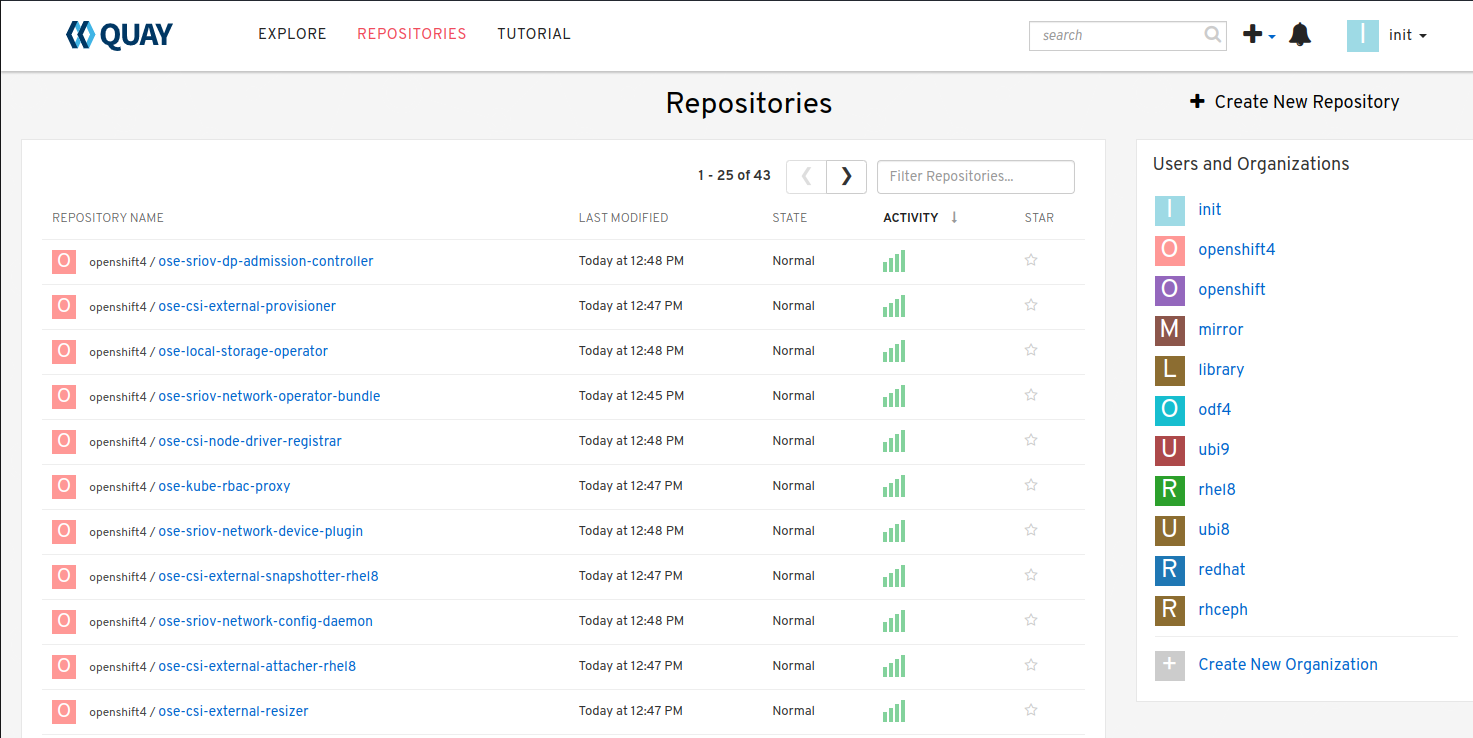 QUAY EXPLORE REPOSITORIES TUTORIAL search I init
Repositories + Create New Repository
1 - 25 of 43 Filter Repositories...
REPOSITORY NAME LAST MODIFIED STATE ACTIVITY STAR
O openshift4 / ose-sriov-dp-admission-controller Today at 12:48 PM Normal
O openshift4 / ose-csi-external-provisioner Today at 12:47 PM Normal
O openshift4 / ose-local-storage-operator Today at 12:48 PM Normal
O openshift4 / ose-sriov-network-operator-bundle Today at 12:45 PM Normal
O openshift4 / ose-csi-node-driver-registrar Today at 12:48 PM Normal
O openshift4 / ose-kube-rbac-proxy Today at 12:47 PM Normal
O openshift4 / ose-sriov-network-device-plugin Today at 12:48 PM Normal
O openshift4 / ose-csi-external-snapshotter-rhel8 Today at 12:47 PM Normal
O openshift4 / ose-sriov-network-config-daemon Today at 12:48 PM Normal
O openshift4 / ose-csi-external-attacher-rhel8 Today at 12:47 PM Normal
O openshift4 / ose-csi-external-resizer Today at 12:47 PM Normal
Users and Organizations
I init
O openshift4
O openshift
M mirror
L library
O odf4
U ubi9
R rhel8
U ubi8
R redhat
R rhceph
+ Create New Organization